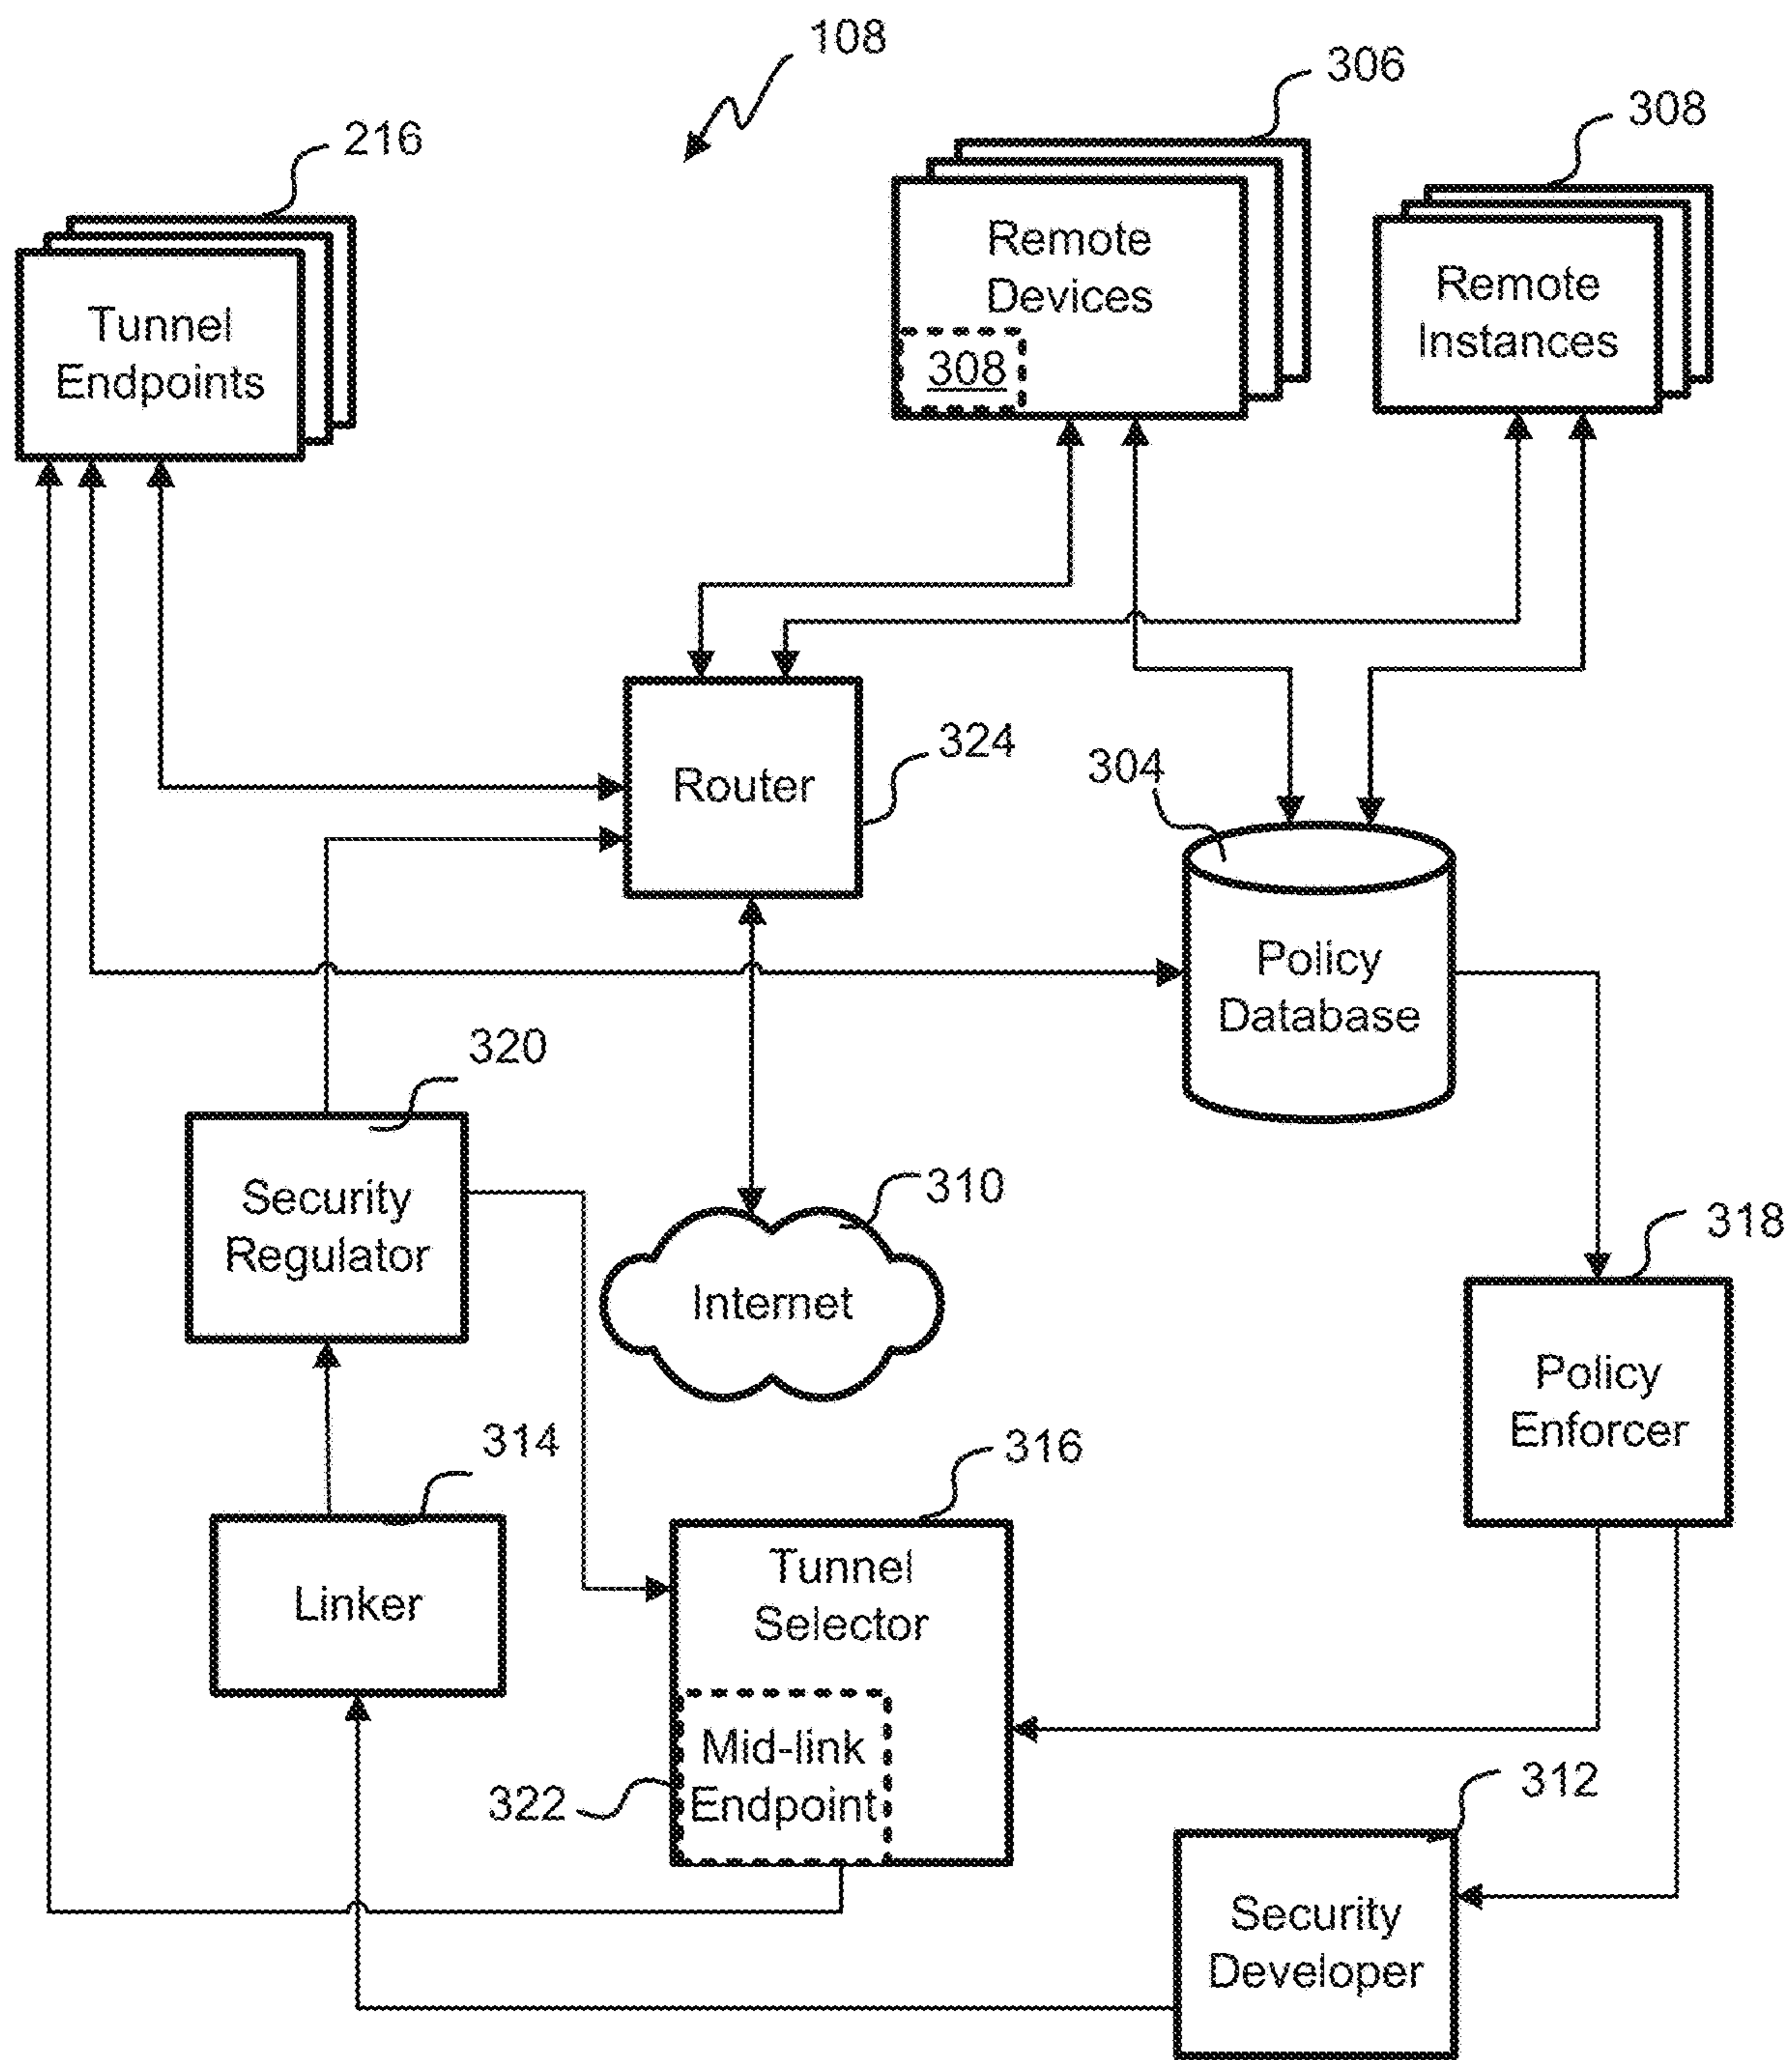 108
306
308
216
Remote
Devices
308
Remote
Instances
Tunnel
Endpoints
324
Router
304
Policy
Database
320
Security
Regulator
310
Internet
318
Policy
Enforcer
314
Linker
316
Tunnel
Selector
Mid-link
Endpoint
322
312
Security
Developer